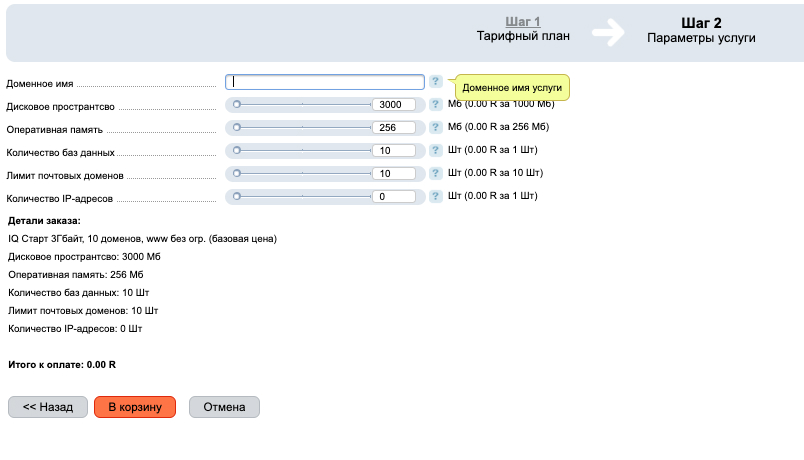 Шаг 1
Тарифный план
Шаг 2
Параметры услуги
Доменное имя ?
Доменное имя услуги
Дисковое пространтсво 3000 ? Мб (0.00 R за 1000 Мб)
Оперативная память 256 ? Мб (0.00 R за 256 Мб)
Количество баз данных 10 ? Шт (0.00 R за 1 Шт)
Лимит почтовых доменов 10 ? Шт (0.00 R за 10 Шт)
Количество IP-адресов 0 ? Шт (0.00 R за 1 Шт)
Детали заказа:
IQ Старт 3Гбайт, 10 доменов, www без огр. (базовая цена)
Дисковое пространтсво: 3000 Мб
Оперативная память: 256 Мб
Количество баз данных: 10 Шт
Лимит почтовых доменов: 10 Шт
Количество IP-адресов: 0 Шт
Итого к оплате: 0.00 R
<< Назад В корзину Отмена